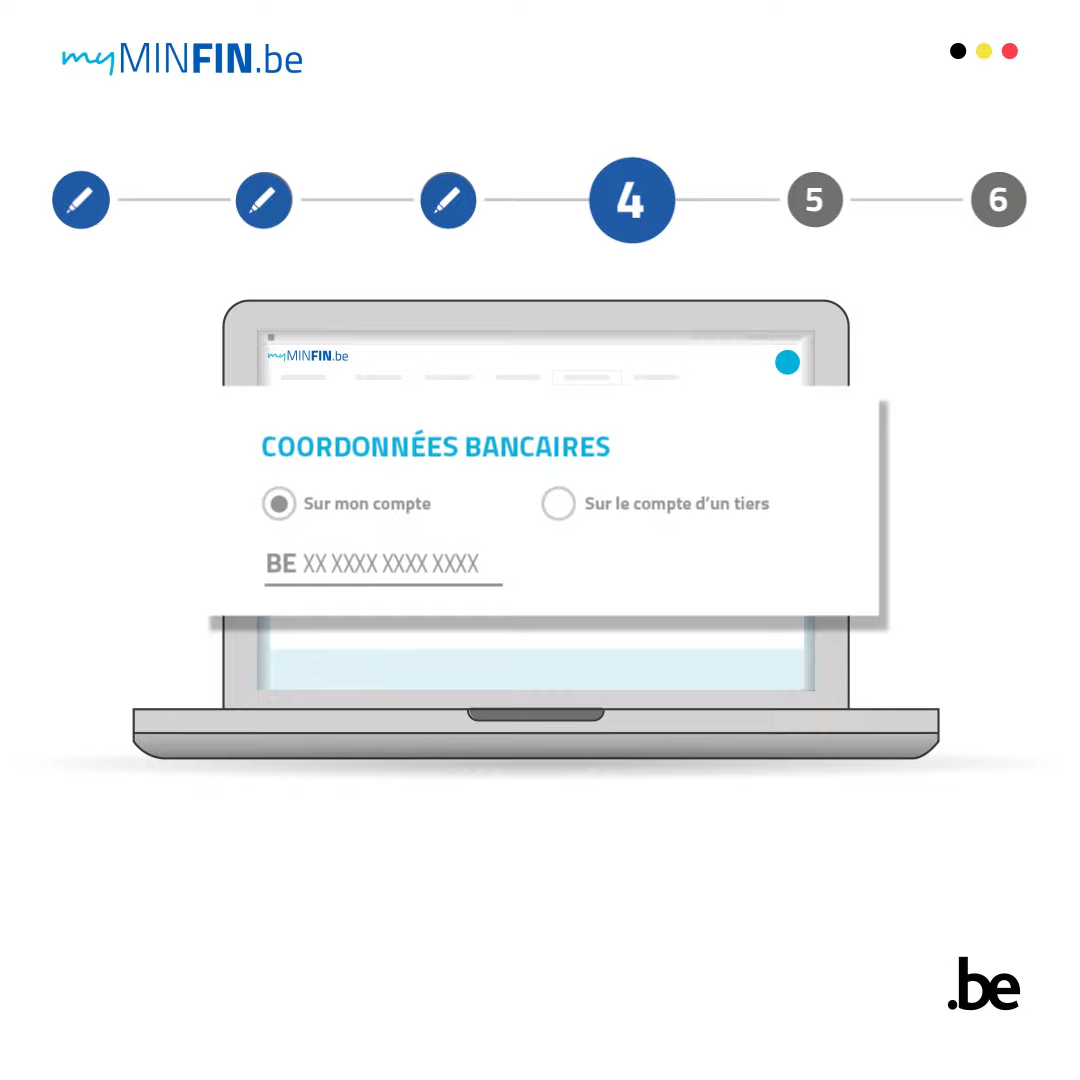 myMINFIN.be
4
5
6
myMINFIN.be
COORDONNÉES BANCAIRES
Sur mon compte
Sur le compte d'un tiers
BE XX XXXX XXXX XXXX
.be